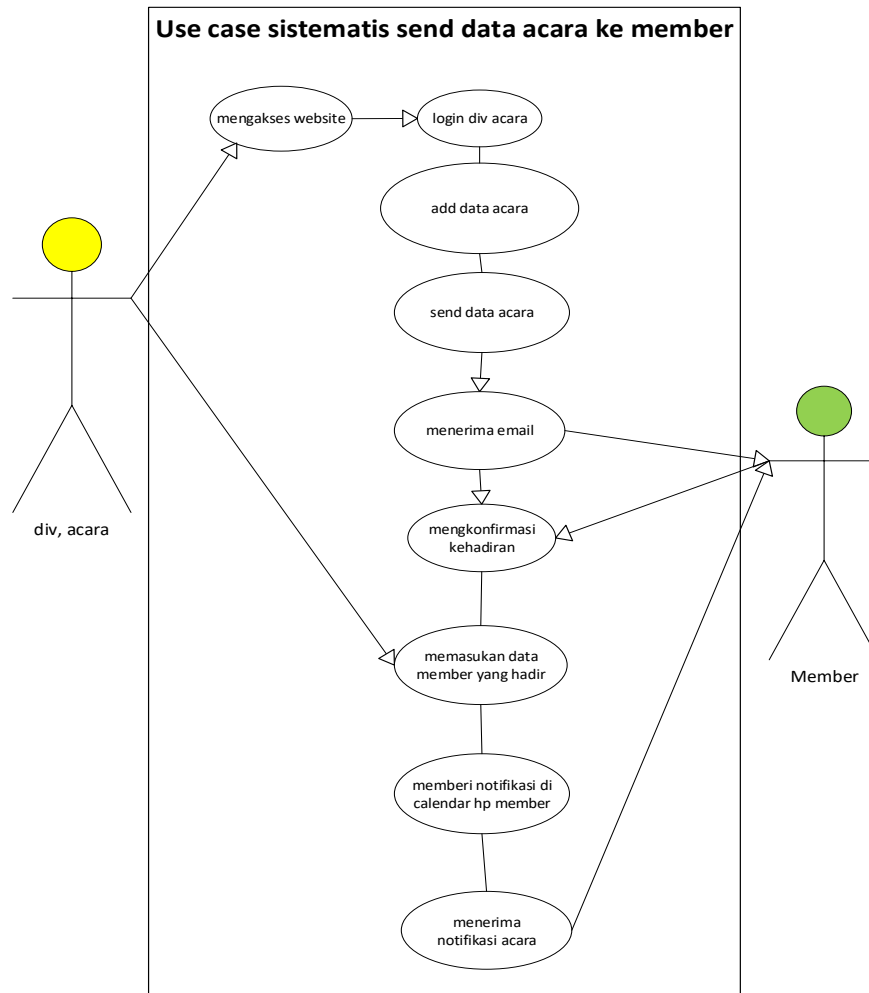 Use case sistematis send data acara ke member
mengakses website
login div acara
add data acara
send data acara
menerima email
mengkonfirmasi
kehadiran
div, acara
memasukan data
member yang hadir
Member
memberi notifikasi di
calendar hp member
menerima
notifikasi acara